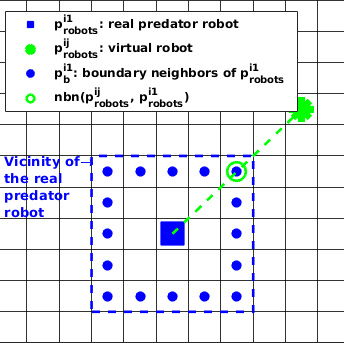 p^{i1}_{robots}: real predator robot
p^{ij}_{robots}: virtual robot
p^{i1}_{b}: boundary neighbors of p^{i1}_{robots}
nbn(p^{ij}_{robots}, p^{i1}_{robots})
Vicinity of
the real
predator
robot